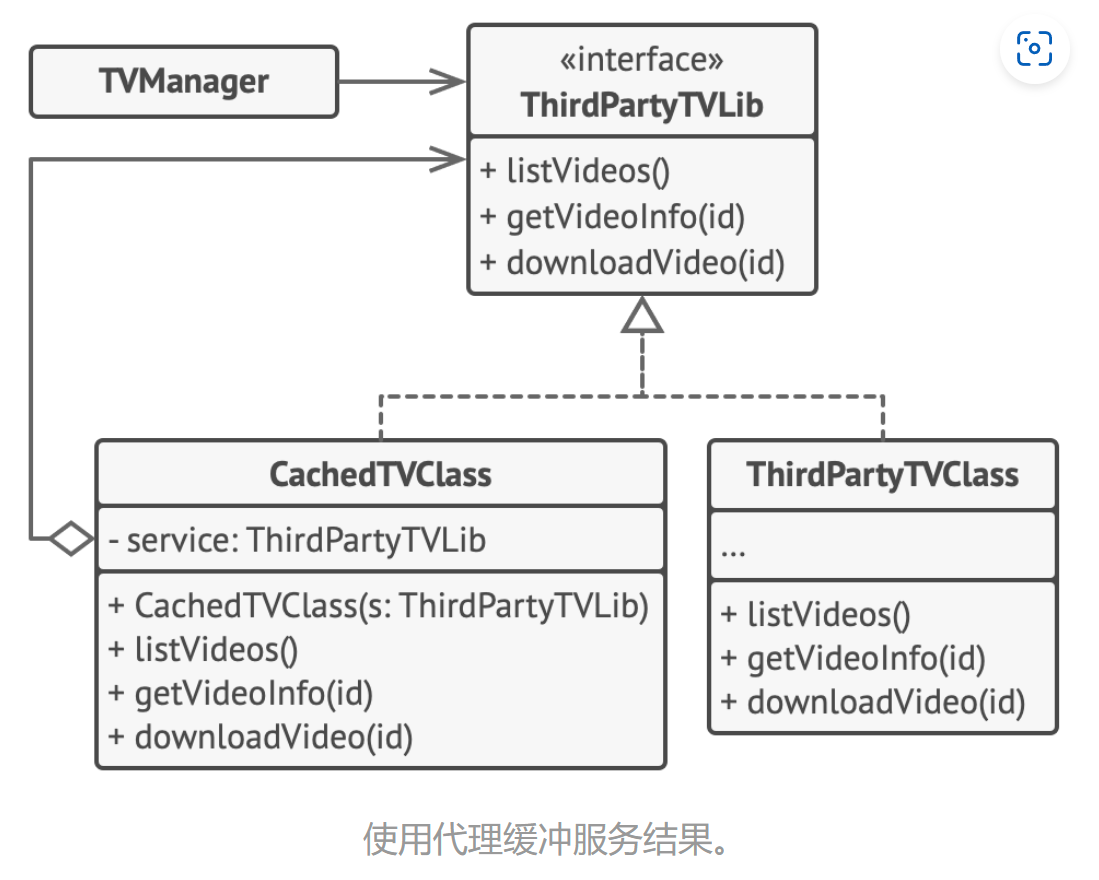 TVManager
«interface»
ThirdPartyTVLib
+ listVideos()
+ getVideoInfo(id)
+ downloadVideo(id)
CachedTVClass
- service: ThirdPartyTVLib
+ CachedTVClass(s: ThirdPartyTVLib)
+ listVideos()
+ getVideoInfo(id)
+ downloadVideo(id)
ThirdPartyTVClass
...
+ listVideos()
+ getVideoInfo(id)
+ downloadVideo(id)
使用代理缓冲服务结果。